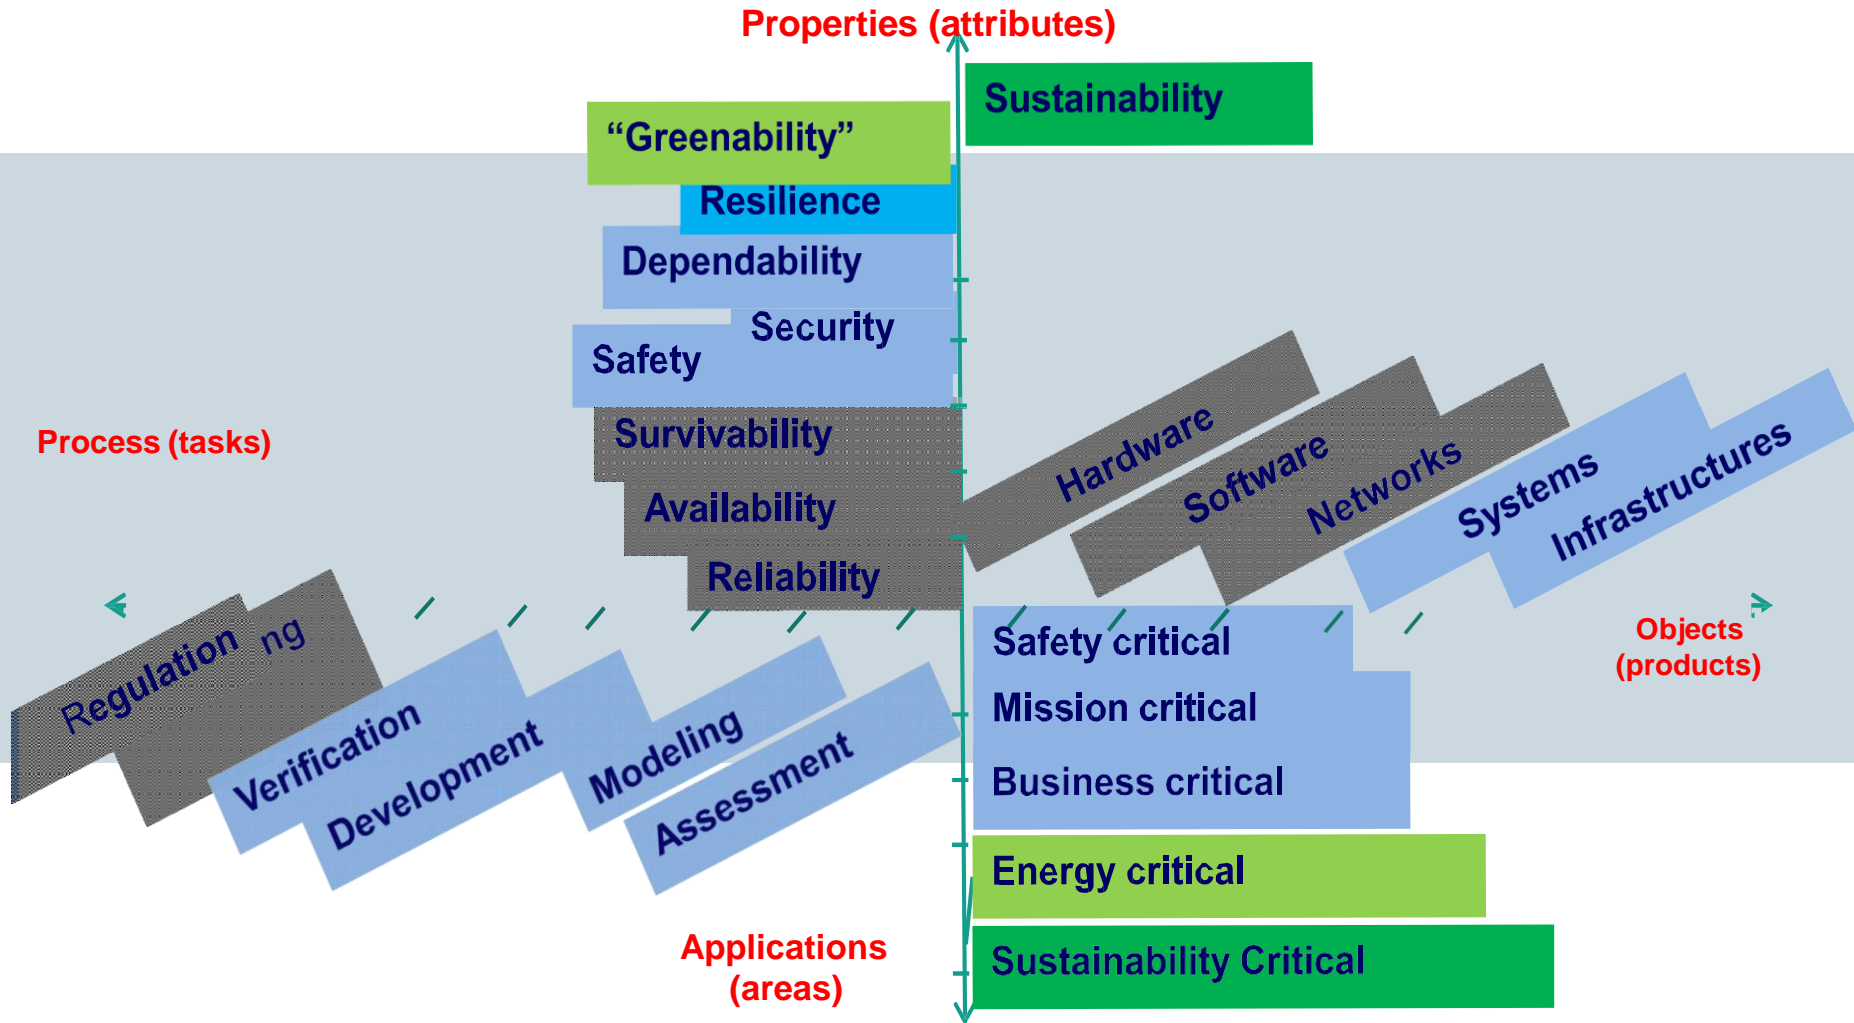 Properties (attributes)
Sustainability
“Greenability”
Resilience
Dependability
Security
Safety
Survivability
Availability
Reliability
Process (tasks)
Hardware
Software
Networks
Systems
Infrastructures
Objects
(products)
Regulation
ng
Verification
Development
Modeling
Assessment
Safety critical
Mission critical
Business critical
Energy critical
Sustainability Critical
Applications
(areas)